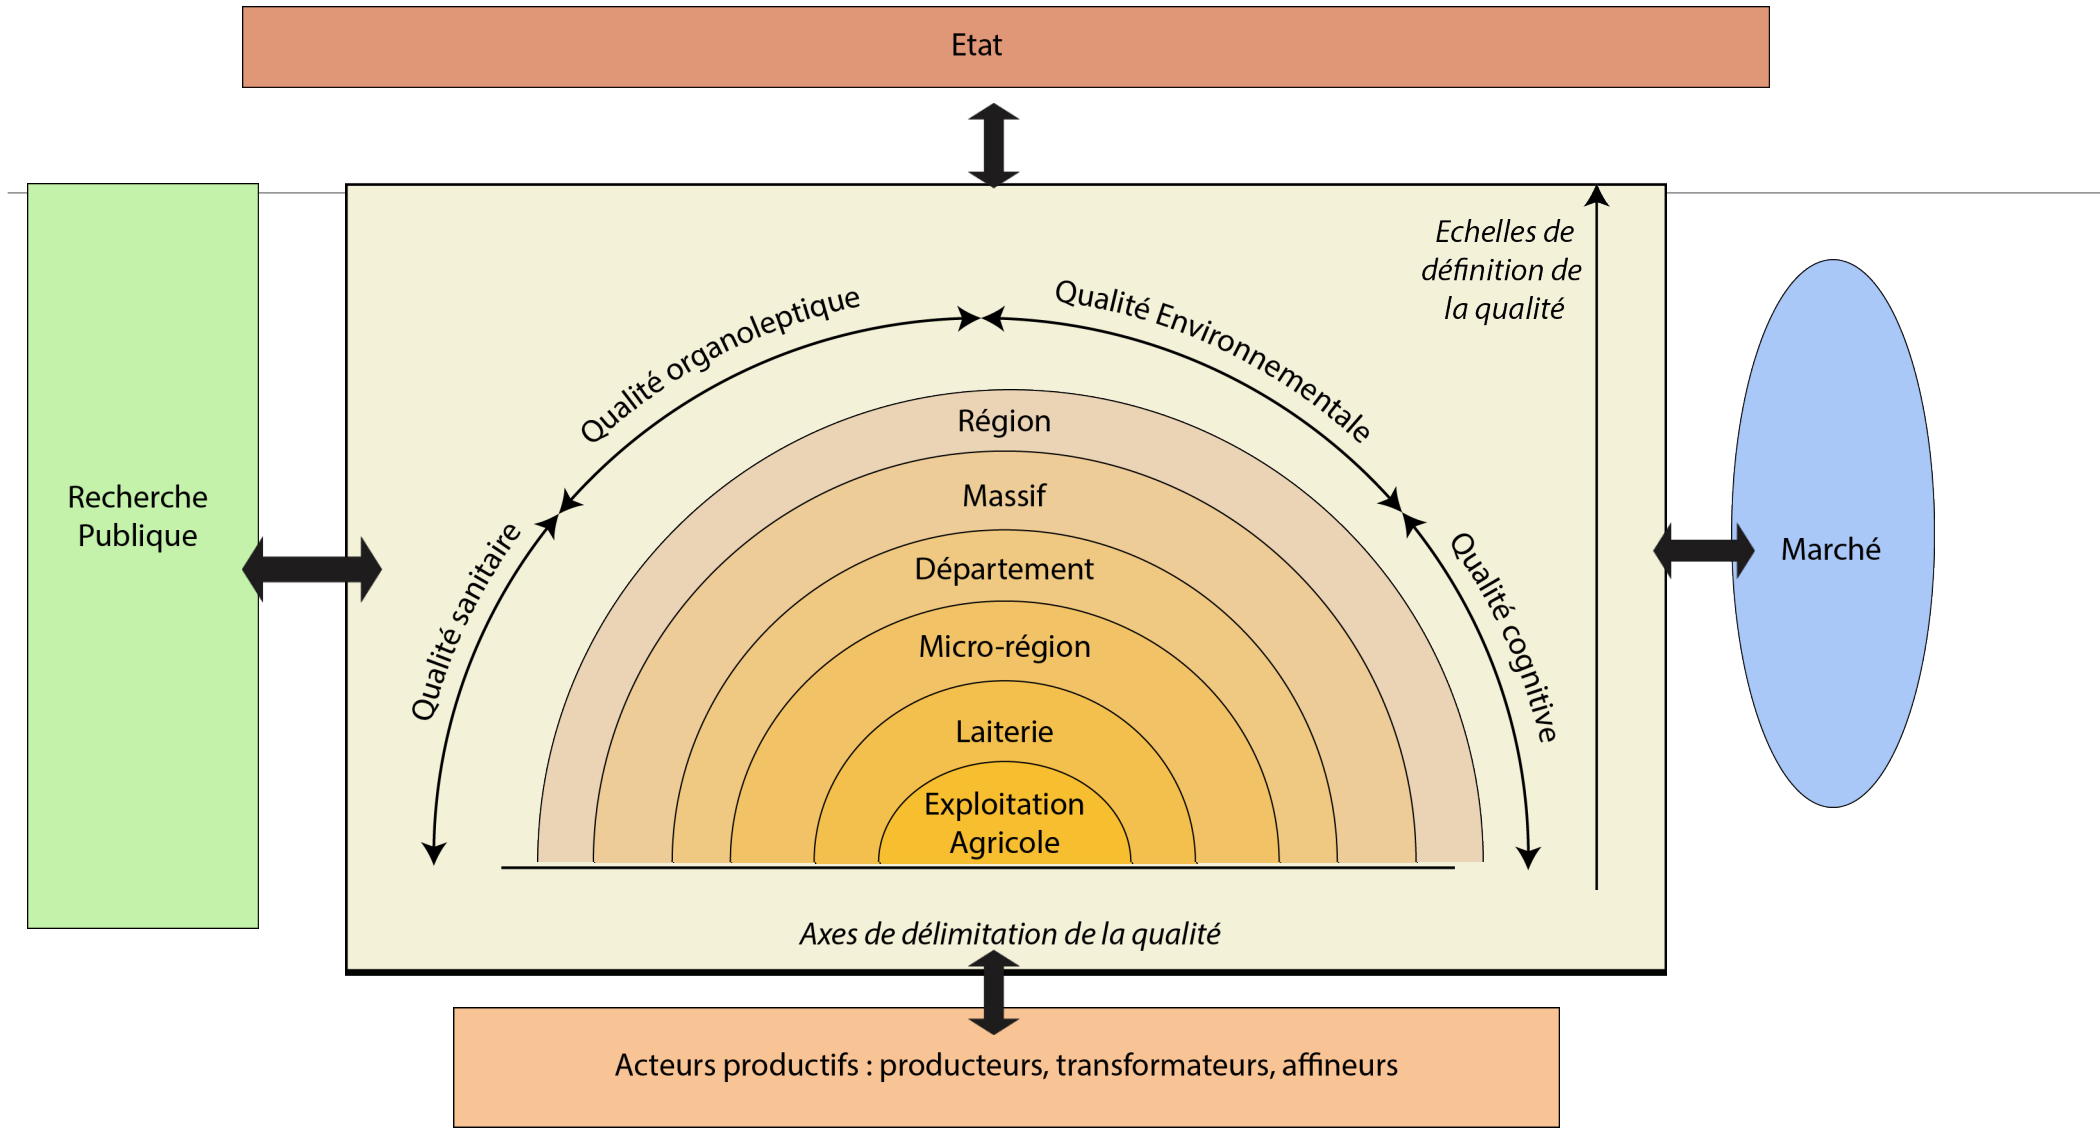 Etat
Echelles de
définition de
la qualité
Qualité organoleptique
Qualité Environnementale
Qualité sanitaire
Qualité cognitive
Région
Massif
Département
Micro-région
Laiterie
Exploitation
Agricole
Recherche
Publique
Marché
Axes de délimitation de la qualité
Acteurs productifs : producteurs, transformateurs, affineurs